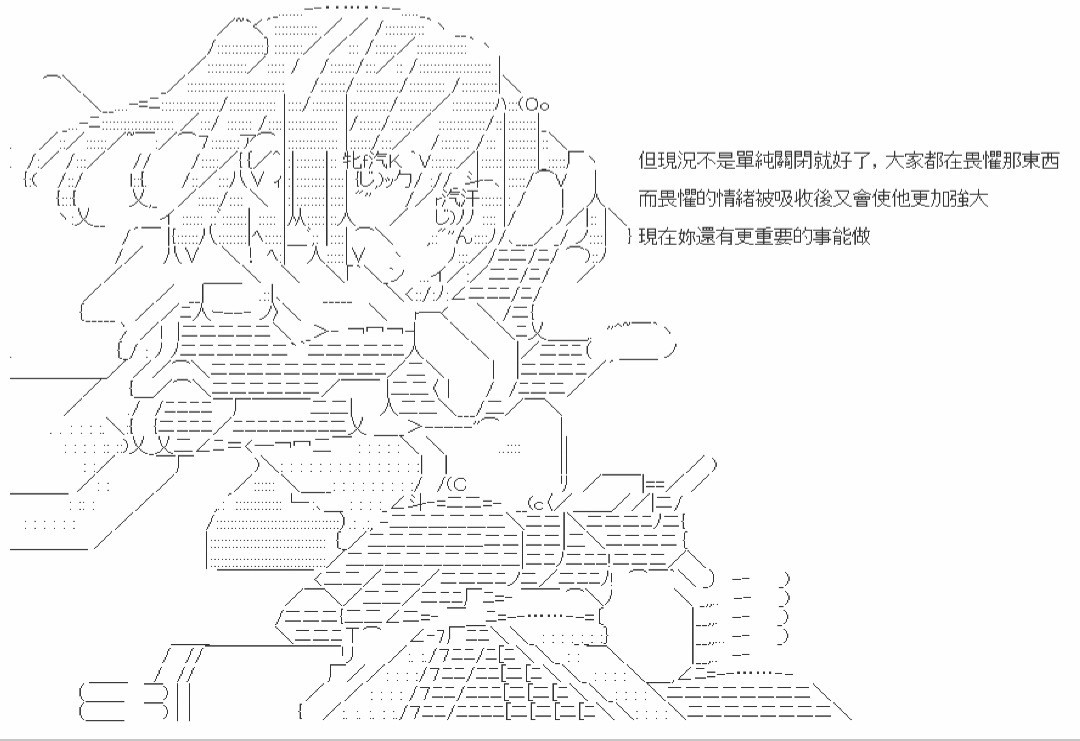 但現況不是單純關閉就好了, 大家都在畏懼那東西
而畏懼的情緒被吸收後又會使他更加強大
現在妳還有更重要的事能做